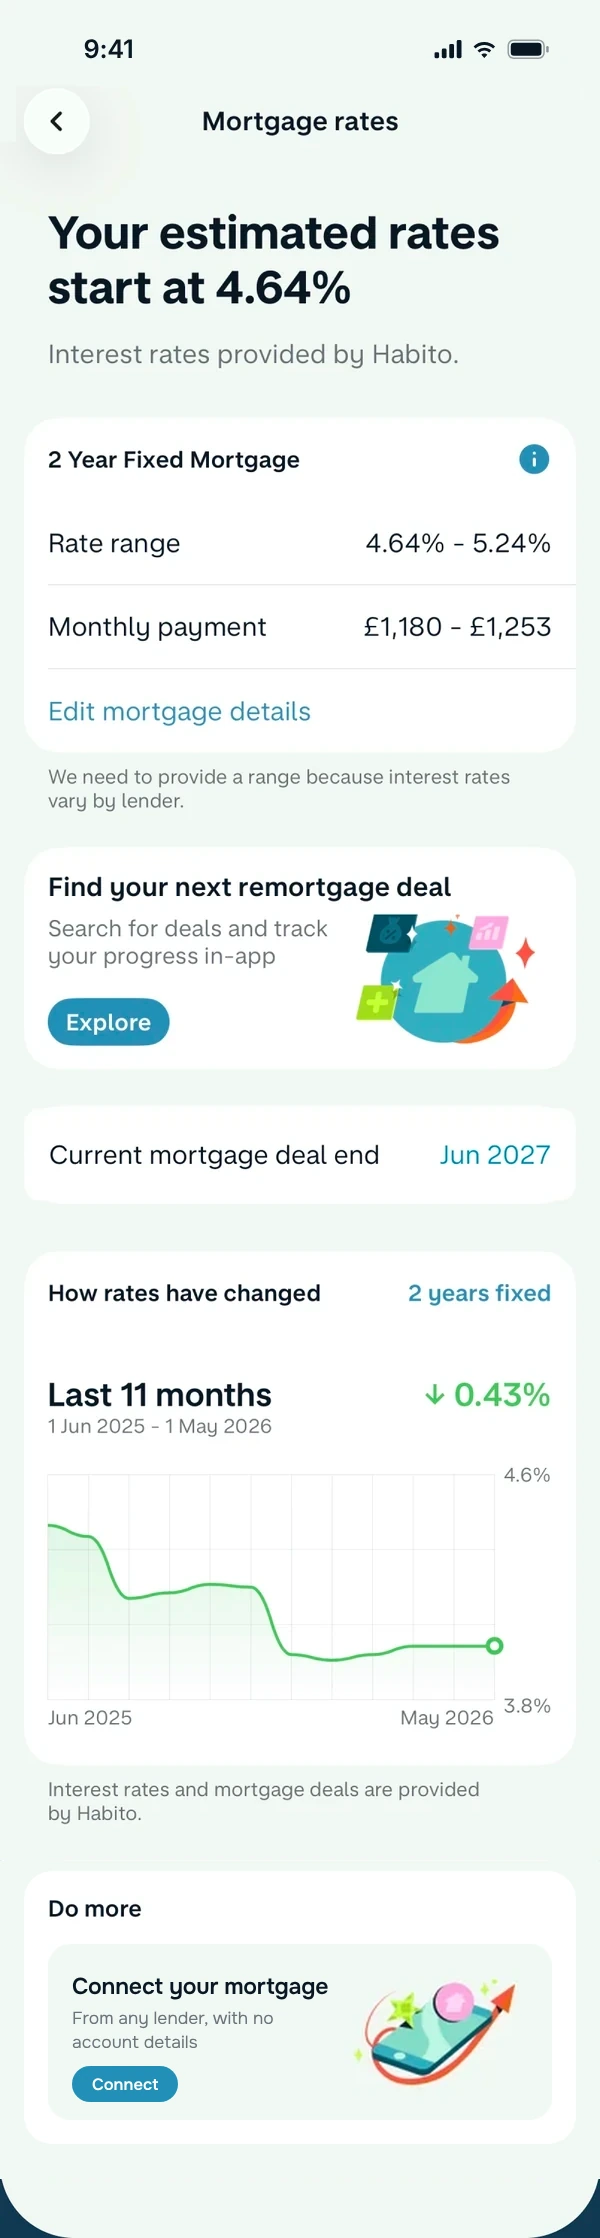 9:41
Mortgage rates
Your estimated rates
start at 4.64%
Interest rates provided by Habito.
2 Year Fixed Mortgage
Rate range 4.64% - 5.24%
Monthly payment £1,180 - £1,253
Edit mortgage details
We need to provide a range because interest rates
vary by lender.
Find your next remortgage deal
Search for deals and track
your progress in-app
Explore
Current mortgage deal end Jun 2027
How rates have changed 2 years fixed
Last 11 months ↓ 0.43%
1 Jun 2025 - 1 May 2026
4.6%
3.8%
Jun 2025 May 2026
Interest rates and mortgage deals are provided
by Habito.
Do more
Connect your mortgage
From any lender, with no
account details
Connect